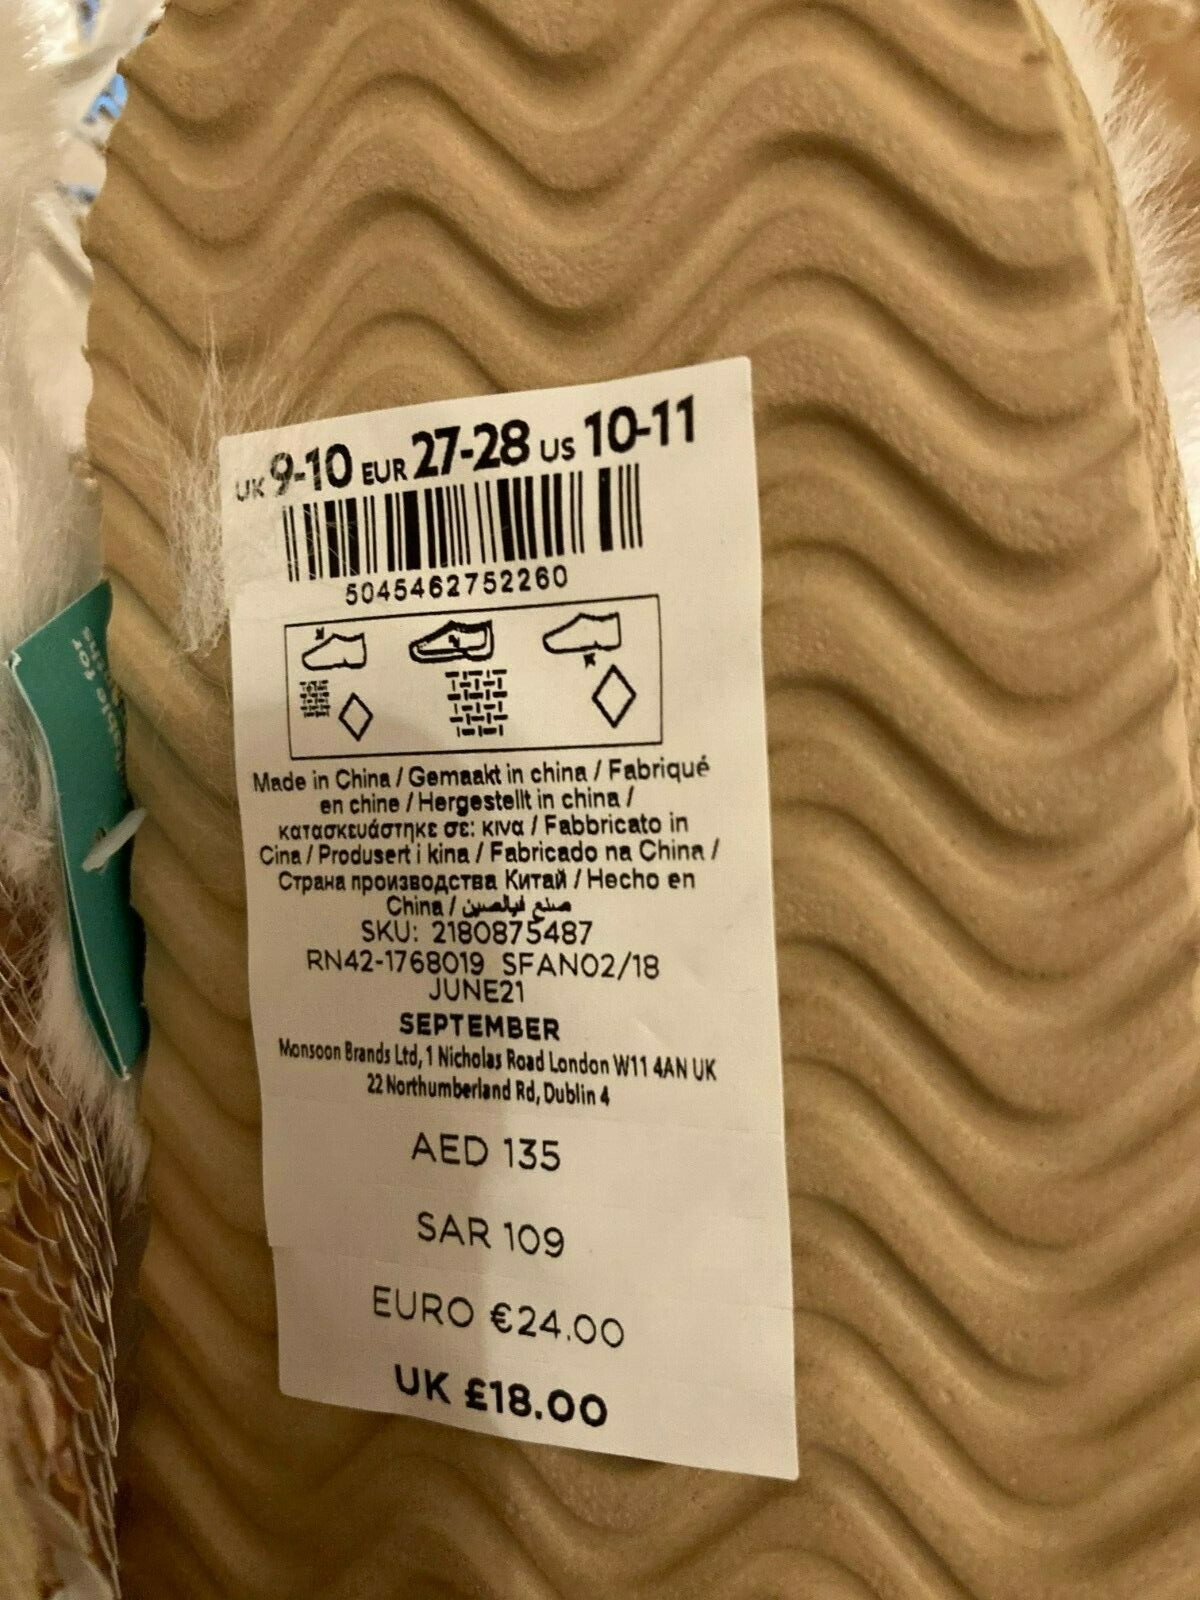 UK 9-10 EUR 27-28 US 10-11
5045462752260
Made in China / Gemaakt in china / Fabriqué
en chine / Hergestellt in china /
κατασκευάστηκε σε: κινα / Fabbricato in
Cina / Produsert i kina / Fabricado na China /
Страна производства Китай / Hecho en
China / صنع فيالصين
SKU: 2180875487
RN42-1768019 SFAN02/18
JUNE21
SEPTEMBER
Monsoon Brands Ltd, 1 Nicholas Road London W11 4AN UK
22 Northumberland Rd, Dublin 4
AED 135
SAR 109
EURO €24.00
UK £18.00